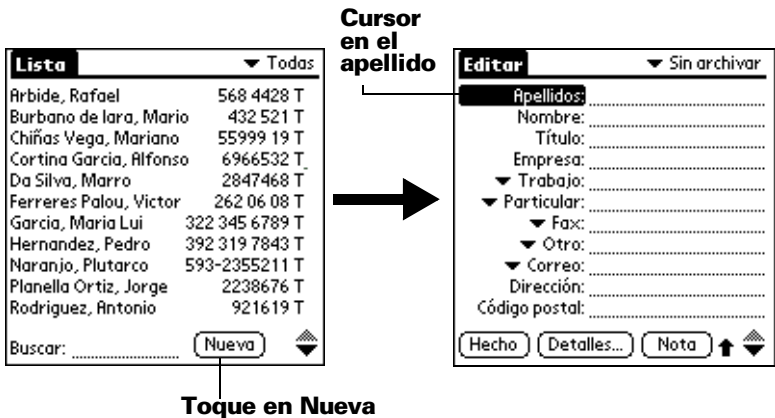 Cursor
en el
apellido
Lista
Todas
Arbide, Rafael 568 4428 T
Burbano de lara, Mario 432 521 T
Chiñas Vega, Mariano 55999 19 T
Cortina Garcia, Alfonso 6966532 T
Da Silva, Marro 2847468 T
Ferreres Palou, Victor 262 06 08 T
Garcia, Maria Lui 322 345 6789 T
Hernandez, Pedro 392 319 7843 T
Naranjo, Plutarco 593-2355211 T
Planella Ortiz, Jorge 2238676 T
Rodriguez, Antonio 921619 T
Buscar:
Nueva
Toque en Nueva
Editar
Sin archivar
Apellidos:
Nombre:
Título:
Empresa:
Trabajo:
Particular:
Fax:
Otro:
Correo:
Dirección:
Código postal:
Hecho
Detalles...
Nota